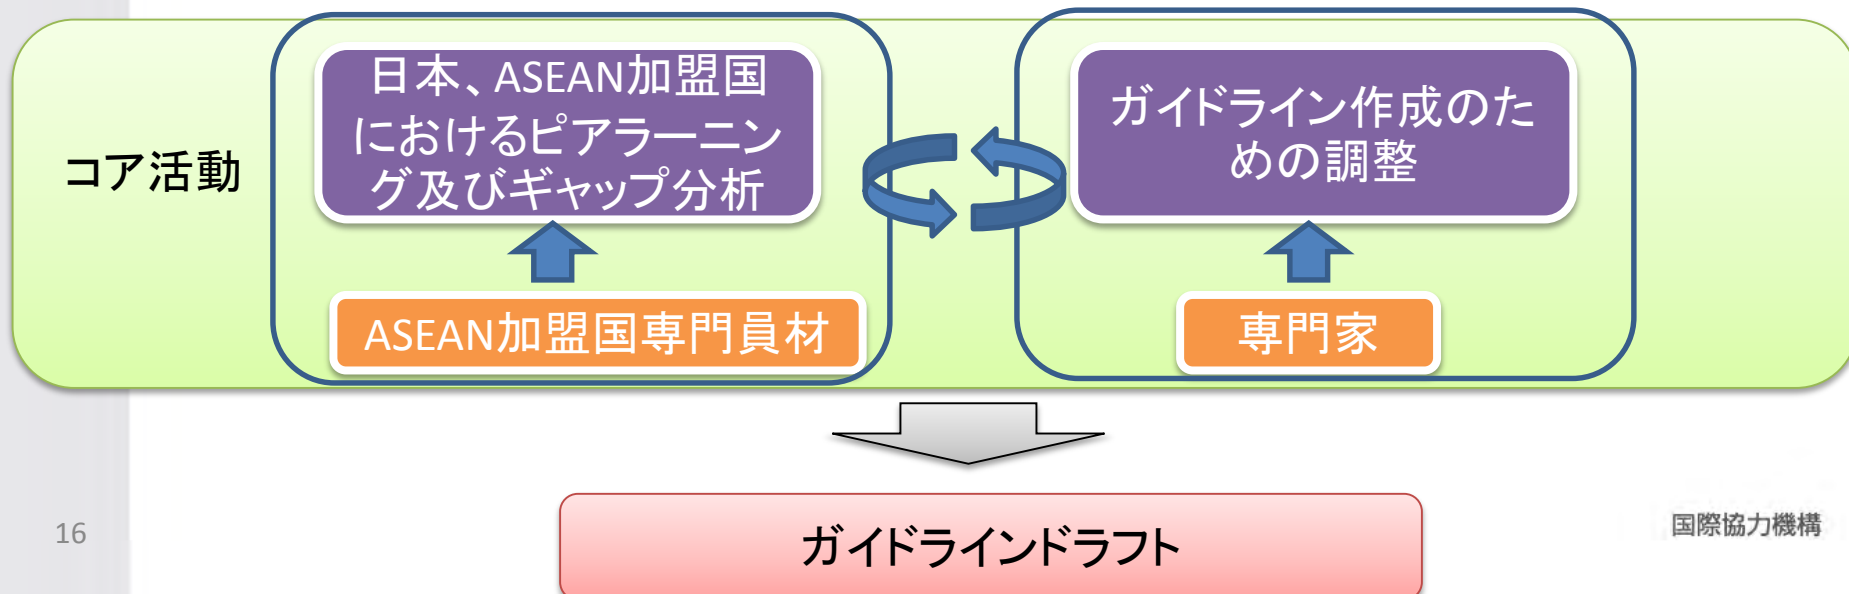 日本、ASEAN加盟国
におけるピアラーニン
グ及びギャップ分析
ガイドライン作成のた
めの調整
コア活動
ASEAN加盟国専門員材
専門家
ガイドラインドラフト
16
国際協力機構